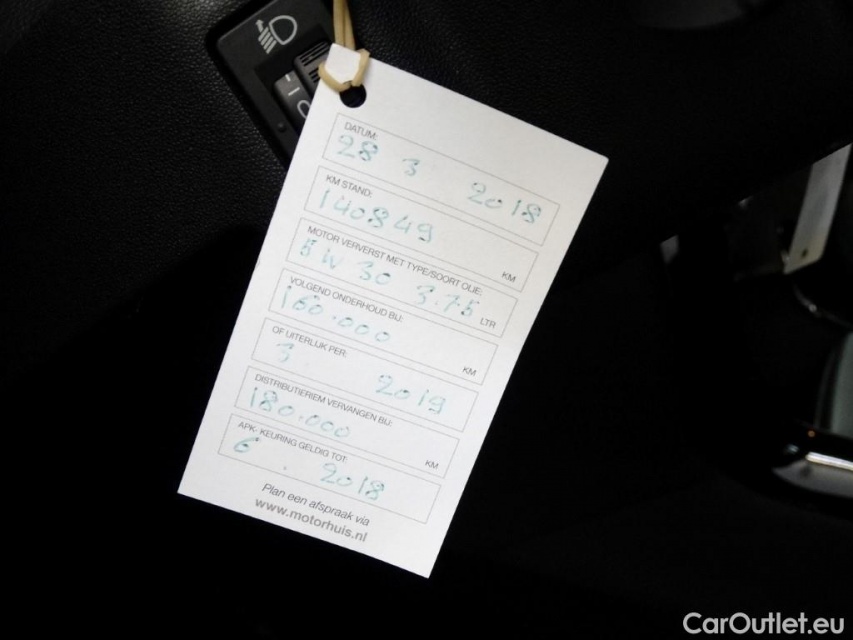 DATUM:
28 3 2018
KM STAND:
140849
KM
MOTOR VERVERST MET TYPE/SOORT OLIE:
5 W 30 3.75
LTR
VOLGEND ONDERHOUD BIJ:
160.000
KM
OF UITERLIJK PER:
3 2019
DISTRIBUTIERIEM VERVANGEN BIJ:
180.000
KM
APK- KEURING GELDIG TOT:
6 . 2018
Plan een afspraak via
www.motorhuis.nl
CarOutlet.eu